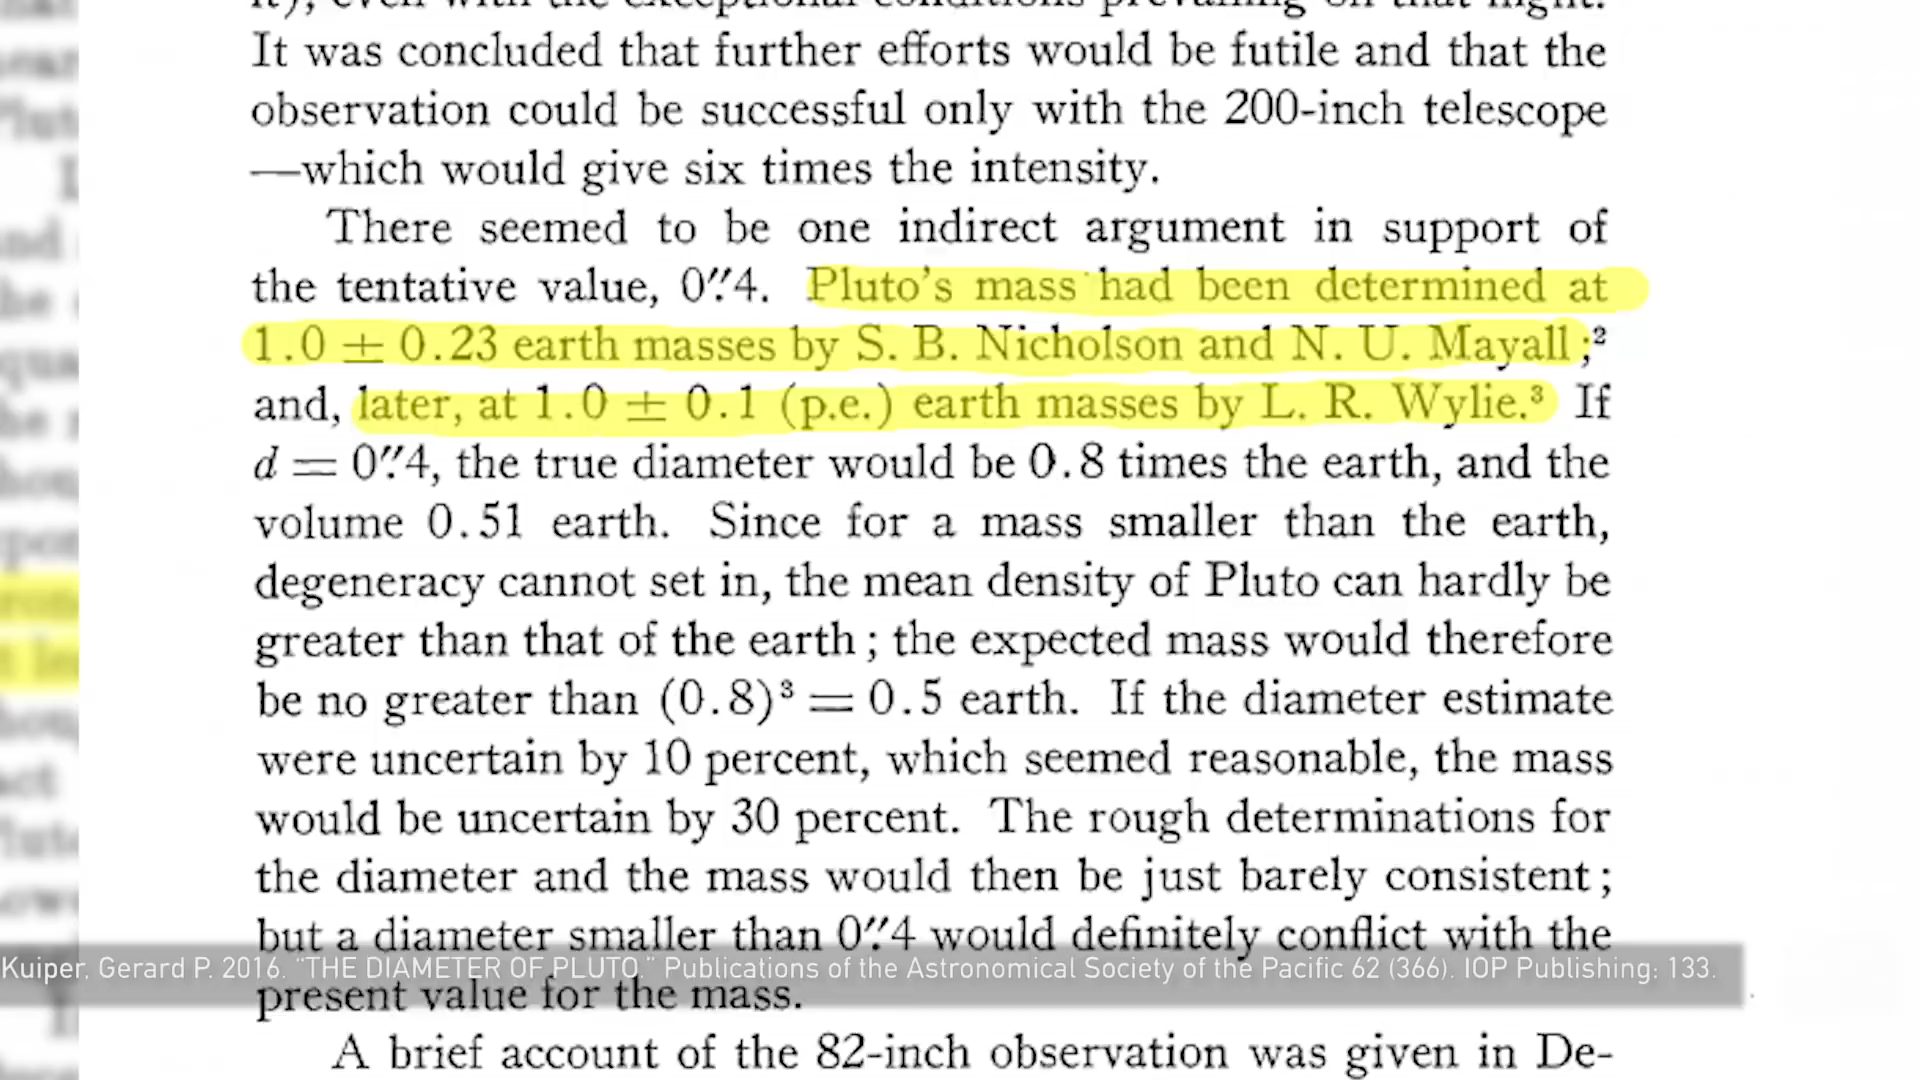 It was concluded that further efforts would be futile and that the
observation could be successful only with the 200-inch telescope
—which would give six times the intensity.
There seemed to be one indirect argument in support of
the tentative value, 0″.4. Pluto's mass had been determined at
1.0 ± 0.23 earth masses by S. B. Nicholson and N. U. Mayall;²
and, later, at 1.0 ± 0.1 (p.e.) earth masses by L. R. Wylie.³ If
d = 0″.4, the true diameter would be 0.8 times the earth, and the
volume 0.51 earth. Since for a mass smaller than the earth,
degeneracy cannot set in, the mean density of Pluto can hardly be
greater than that of the earth; the expected mass would therefore
be no greater than (0.8)³ = 0.5 earth. If the diameter estimate
were uncertain by 10 percent, which seemed reasonable, the mass
would be uncertain by 30 percent. The rough determinations for
the diameter and the mass would then be just barely consistent;
but a diameter smaller than 0″.4 would definitely conflict with the
Kuiper, Gerard P. 2016. “THE DIAMETER OF PLUTO.” Publications of the Astronomical Society of the Pacific 62 (366). IOP Publishing: 133.
present value for the mass.
A brief account of the 82-inch observation was given in De-